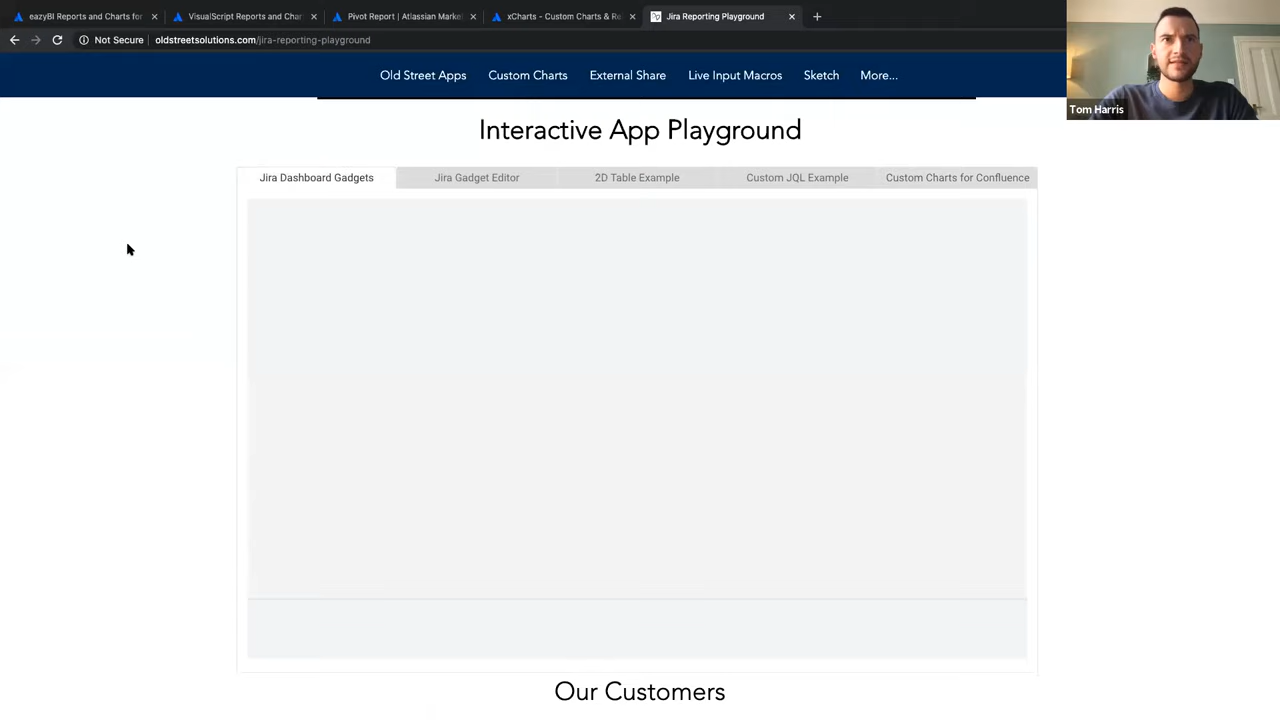 eazyBI Reports and Charts for
VisualScript Reports and Char
Pivot Report | Atlassian Marke
xCharts - Custom Charts & Re
Jira Reporting Playground
Not Secure
oldstreetsolutions.com/jira-reporting-playground
Old Street Apps
Custom Charts
External Share
Live Input Macros
Sketch
More...
Tom Harris
Interactive App Playground
Jira Dashboard Gadgets
Jira Gadget Editor
2D Table Example
Custom JQL Example
Custom Charts for Confluence
Our Customers